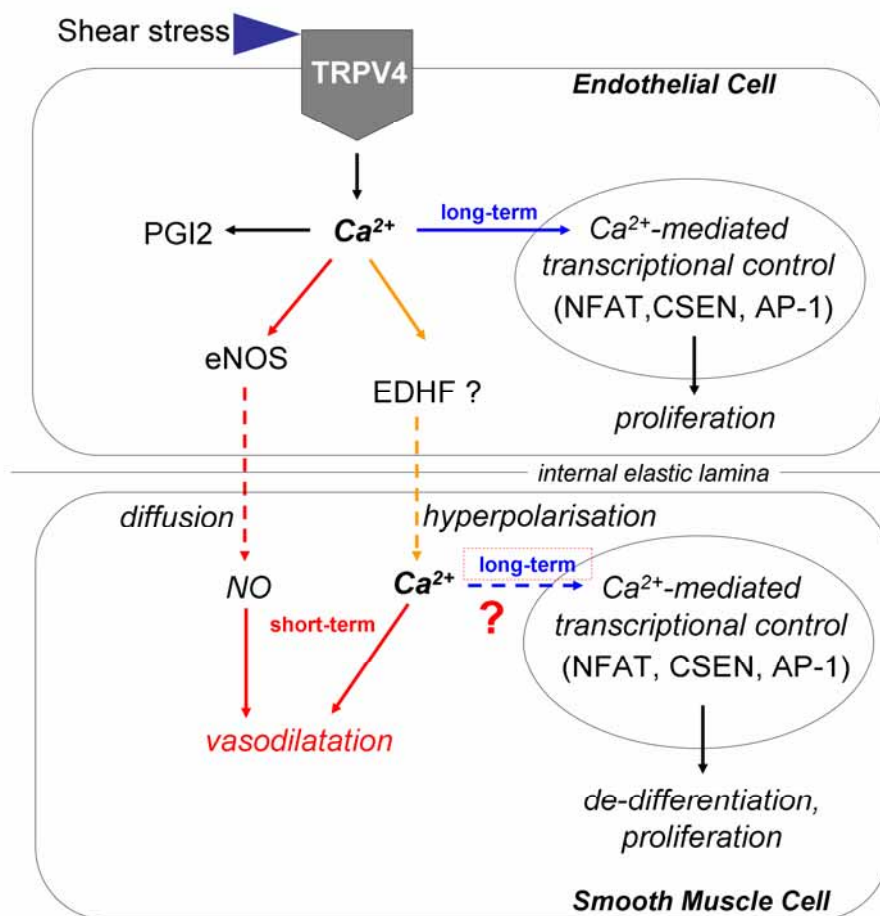 Shear stress
TRPV4
Endothelial Cell
PGI2
Ca²⁺
long-term
Ca²⁺-mediated
transcriptional control
(NFAT,CSEN, AP-1)
eNOS
EDHF ?
proliferation
internal elastic lamina
diffusion
hyperpolarisation
NO
Ca²⁺
long-term
?
Ca²⁺-mediated
transcriptional control
(NFAT, CSEN, AP-1)
short-term
vasodilatation
de-differentiation,
proliferation
Smooth Muscle Cell